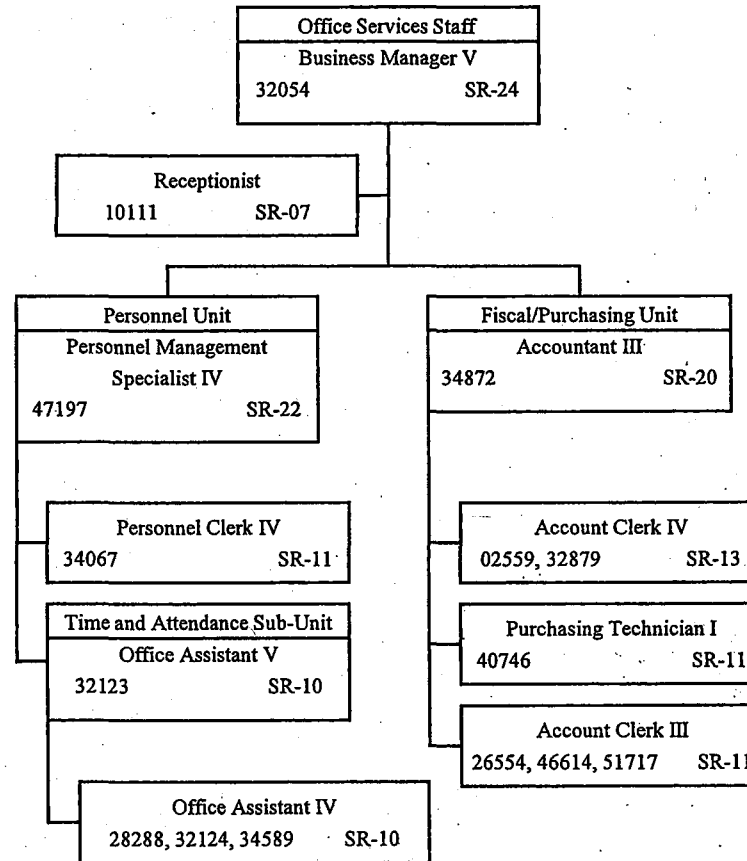 Office Services Staff
Business Manager V
32054 SR-24
Receptionist
10111 SR-07
Personnel Unit
Personnel Management
Specialist IV
47197 SR-22
Fiscal/Purchasing Unit
Accountant III
34872 SR-20
Personnel Clerk IV
34067 SR-11
Time and Attendance Sub-Unit
Office Assistant V
32123 SR-10
Office Assistant IV
28288, 32124, 34589 SR-10
Account Clerk IV
02559, 32879 SR-13
Purchasing Technician I
40746 SR-11
Account Clerk III
26554, 46614, 51717 SR-11